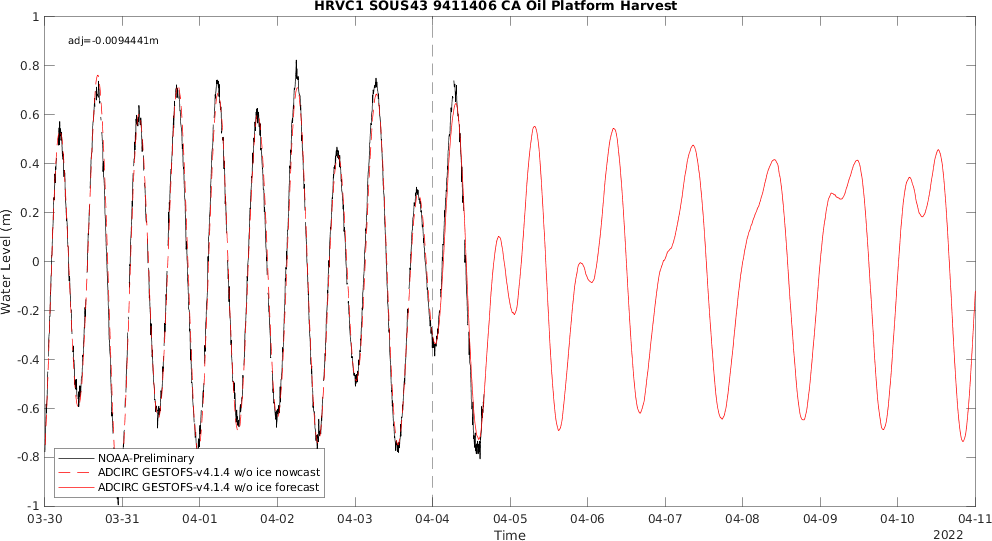 HRVC1 SOUS43 9411406 CA Oil Platform Harvest
adj=-0.0094441m
1
0.8
0.6
0.4
0.2
0
-0.2
-0.4
-0.6
-0.8
-1
Water Level (m)
NOAA-Preliminary
ADCIRC GESTOFS-v4.1.4 w/o ice nowcast
ADCIRC GESTOFS-v4.1.4 w/o ice forecast
03-30 03-31 04-01 04-02 04-03 04-04 04-05 04-06 04-07 04-08 04-09 04-10 04-11
Time
2022